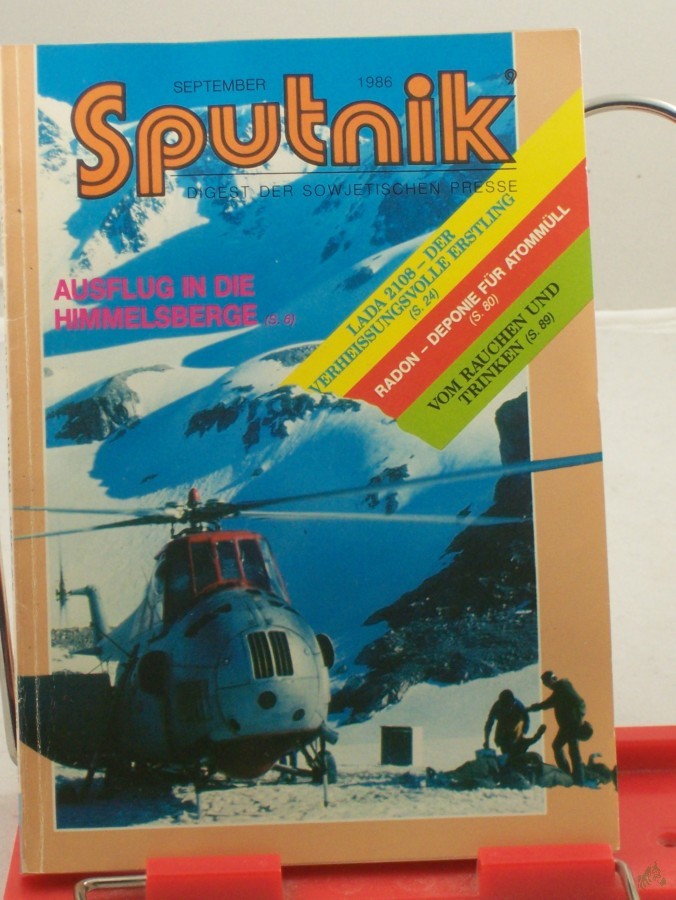 SEPTEMBER 1986 9
Sputnik
DIGEST DER SOWJETISCHEN PRESSE
AUSFLUG IN DIE
HIMMELSBERGE (S. 6)
LADA 2108 – DER
VERHEISSUNGSVOLLE ERSTLING
(S. 24)
RADON – DEPONIE FÜR ATOMMÜLL
(S. 80)
VOM RAUCHEN UND
TRINKEN (S. 89)